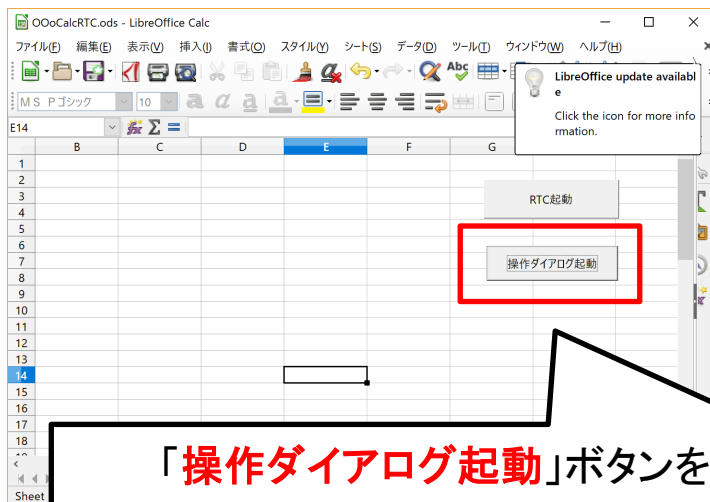 OOoCalcRTC.ods - LibreOffice Calc
ファイル(F) 編集(E) 表示(V) 挿入(I) 書式(O) スタイル(Y) シート(S) データ(D) ツール(T) ウィンドウ(W) ヘルプ(H)
LibreOffice update availabl
e
Click the icon for more info
rmation.
ＭＳ Ｐゴシック 10
E14
B C D E F G
1
2
3
RTC起動
4
5
6
7
操作ダイアログ起動
8
9
10
11
12
13
14
15
16
17
18
「操作ダイアログ起動」ボタンを
Sheet